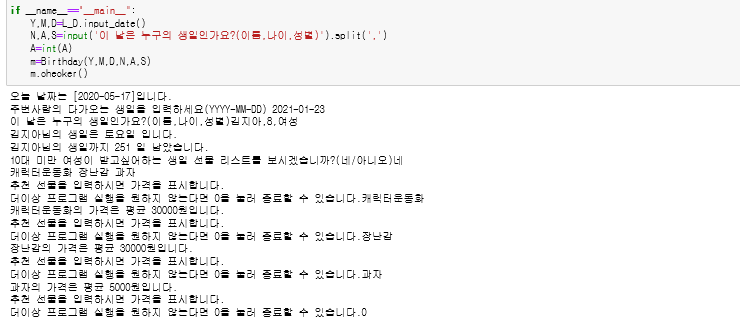 if __name__=="__main__":
Y,M,D=L_D.input_date()
N,A,S=input('이 날은 누구의 생일인가요?(이름,나이,성별)').split(',')
A=int(A)
m=Birthday(Y,M,D,N,A,S)
m.checker()
오늘 날짜는 [2020-05-17]입니다.
주변사람의 다가오는 생일을 입력하세요(YYYY-MM-DD) 2021-01-23
이 날은 누구의 생일인가요?(이름,나이,성별)김지아,8,여성
김지아님의 생일은 토요일 입니다.
김지아님의 생일까지 251 일 남았습니다.
10대 미만 여성이 받고싶어하는 생일 선물 리스트를 보시겠습니까?(네/아니오)네
캐릭터운동화 장난감 과자
추천 선물을 입력하시면 가격을 표시합니다.
더이상 프로그램 실행을 원하지 않는다면 0을 눌러 종료할 수 있습니다.캐릭터운동화
캐릭터운동화의 가격은 평균 30000원입니다.
추천 선물을 입력하시면 가격을 표시합니다.
더이상 프로그램 실행을 원하지 않는다면 0을 눌러 종료할 수 있습니다.장난감
장난감의 가격은 평균 30000원입니다.
추천 선물을 입력하시면 가격을 표시합니다.
더이상 프로그램 실행을 원하지 않는다면 0을 눌러 종료할 수 있습니다.과자
과자의 가격은 평균 5000원입니다.
추천 선물을 입력하시면 가격을 표시합니다.
더이상 프로그램 실행을 원하지 않는다면 0을 눌러 종료할 수 있습니다.0